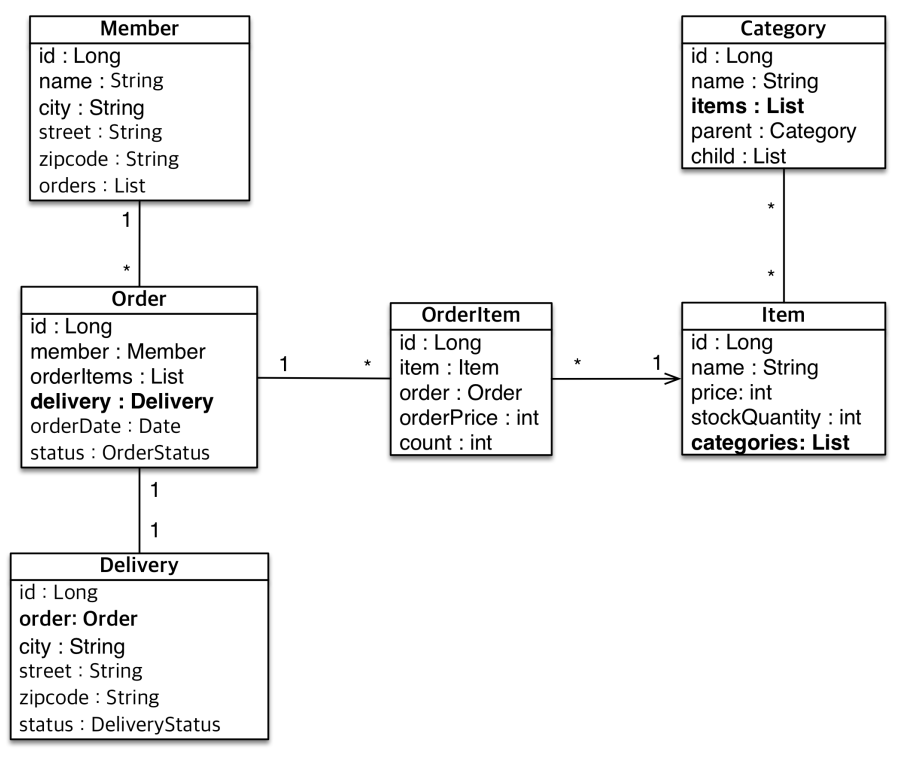 Member
id : Long
name : String
city : String
street : String
zipcode : String
orders : List
Category
id : Long
name : String
items : List
parent : Category
child : List
1
*
*
*
Order
id : Long
member : Member
orderItems : List
delivery : Delivery
orderDate : Date
status : OrderStatus
1
*
OrderItem
id : Long
item : Item
order : Order
orderPrice : int
count : int
*
1
Item
id : Long
name : String
price: int
stockQuantity : int
categories: List
1
1
Delivery
id : Long
order: Order
city : String
street : String
zipcode : String
status : DeliveryStatus